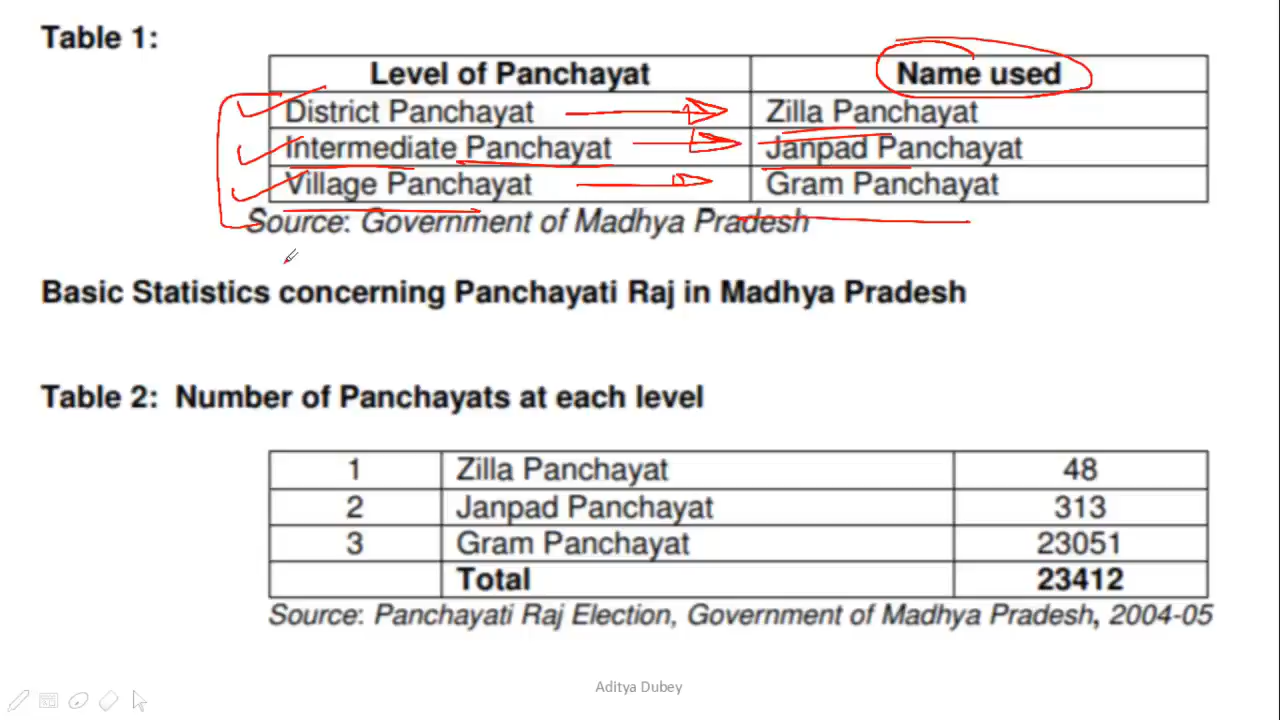 Table 1:
Level of Panchayat Name used
District Panchayat Zilla Panchayat
Intermediate Panchayat Janpad Panchayat
Village Panchayat Gram Panchayat
Source: Government of Madhya Pradesh
Basic Statistics concerning Panchayati Raj in Madhya Pradesh
Table 2: Number of Panchayats at each level
1 Zilla Panchayat 48
2 Janpad Panchayat 313
3 Gram Panchayat 23051
Total 23412
Source: Panchayati Raj Election, Government of Madhya Pradesh, 2004-05
Aditya Dubey